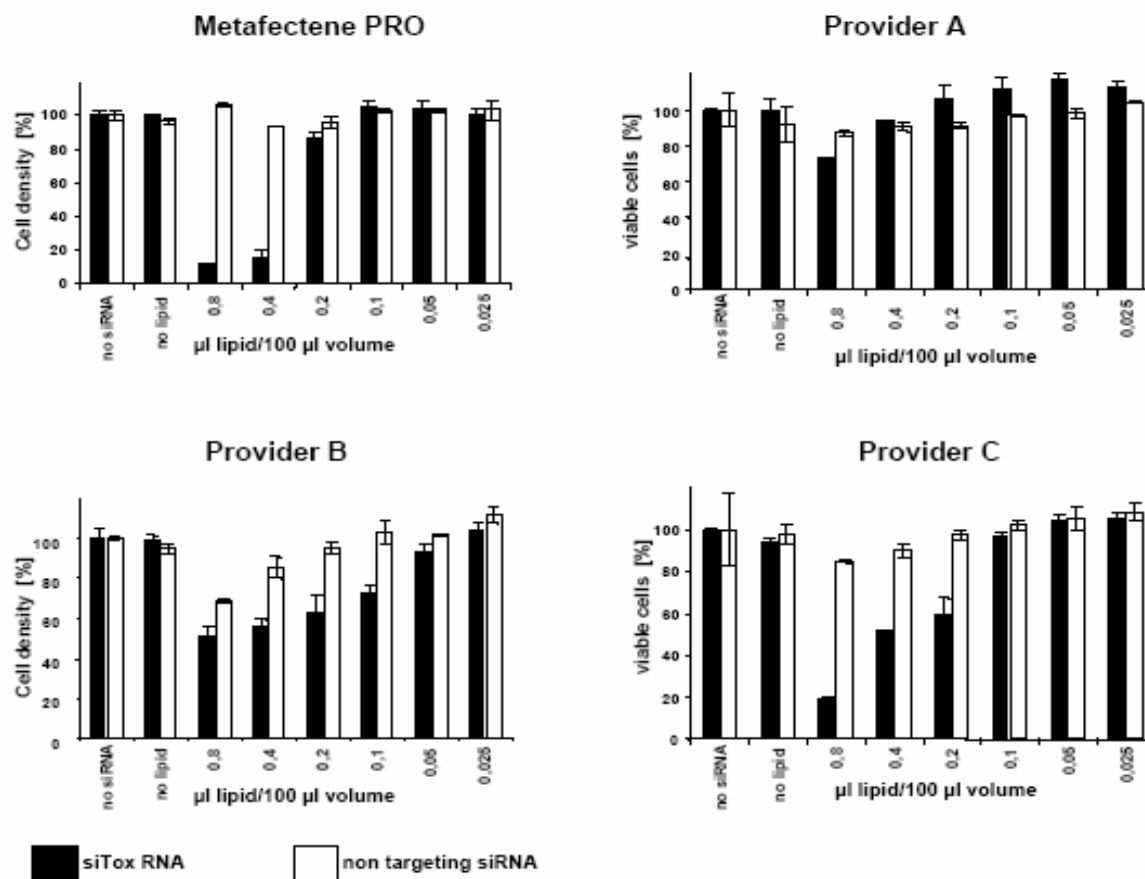 Metafectene PRO
Cell density [%]
100
80
60
40
20
0
no siRNA
no lipid
0,8
0,4
0,2
0,1
0,05
0,025
µl lipid/100 µl volume
Provider A
viable cells [%]
100
80
60
40
20
0
no siRNA
no lipid
0,8
0,4
0,2
0,1
0,05
0,025
µl lipid/100 µl volume
Provider B
Cell density [%]
100
80
60
40
20
0
no siRNA
no lipid
0,8
0,4
0,2
0,1
0,05
0,025
µl lipid/100 µl volume
Provider C
viable cells [%]
100
80
60
40
20
0
no siRNA
no lipid
0,8
0,4
0,2
0,1
0,05
0,025
µl lipid/100 µl volume
siTox RNA
non targeting siRNA